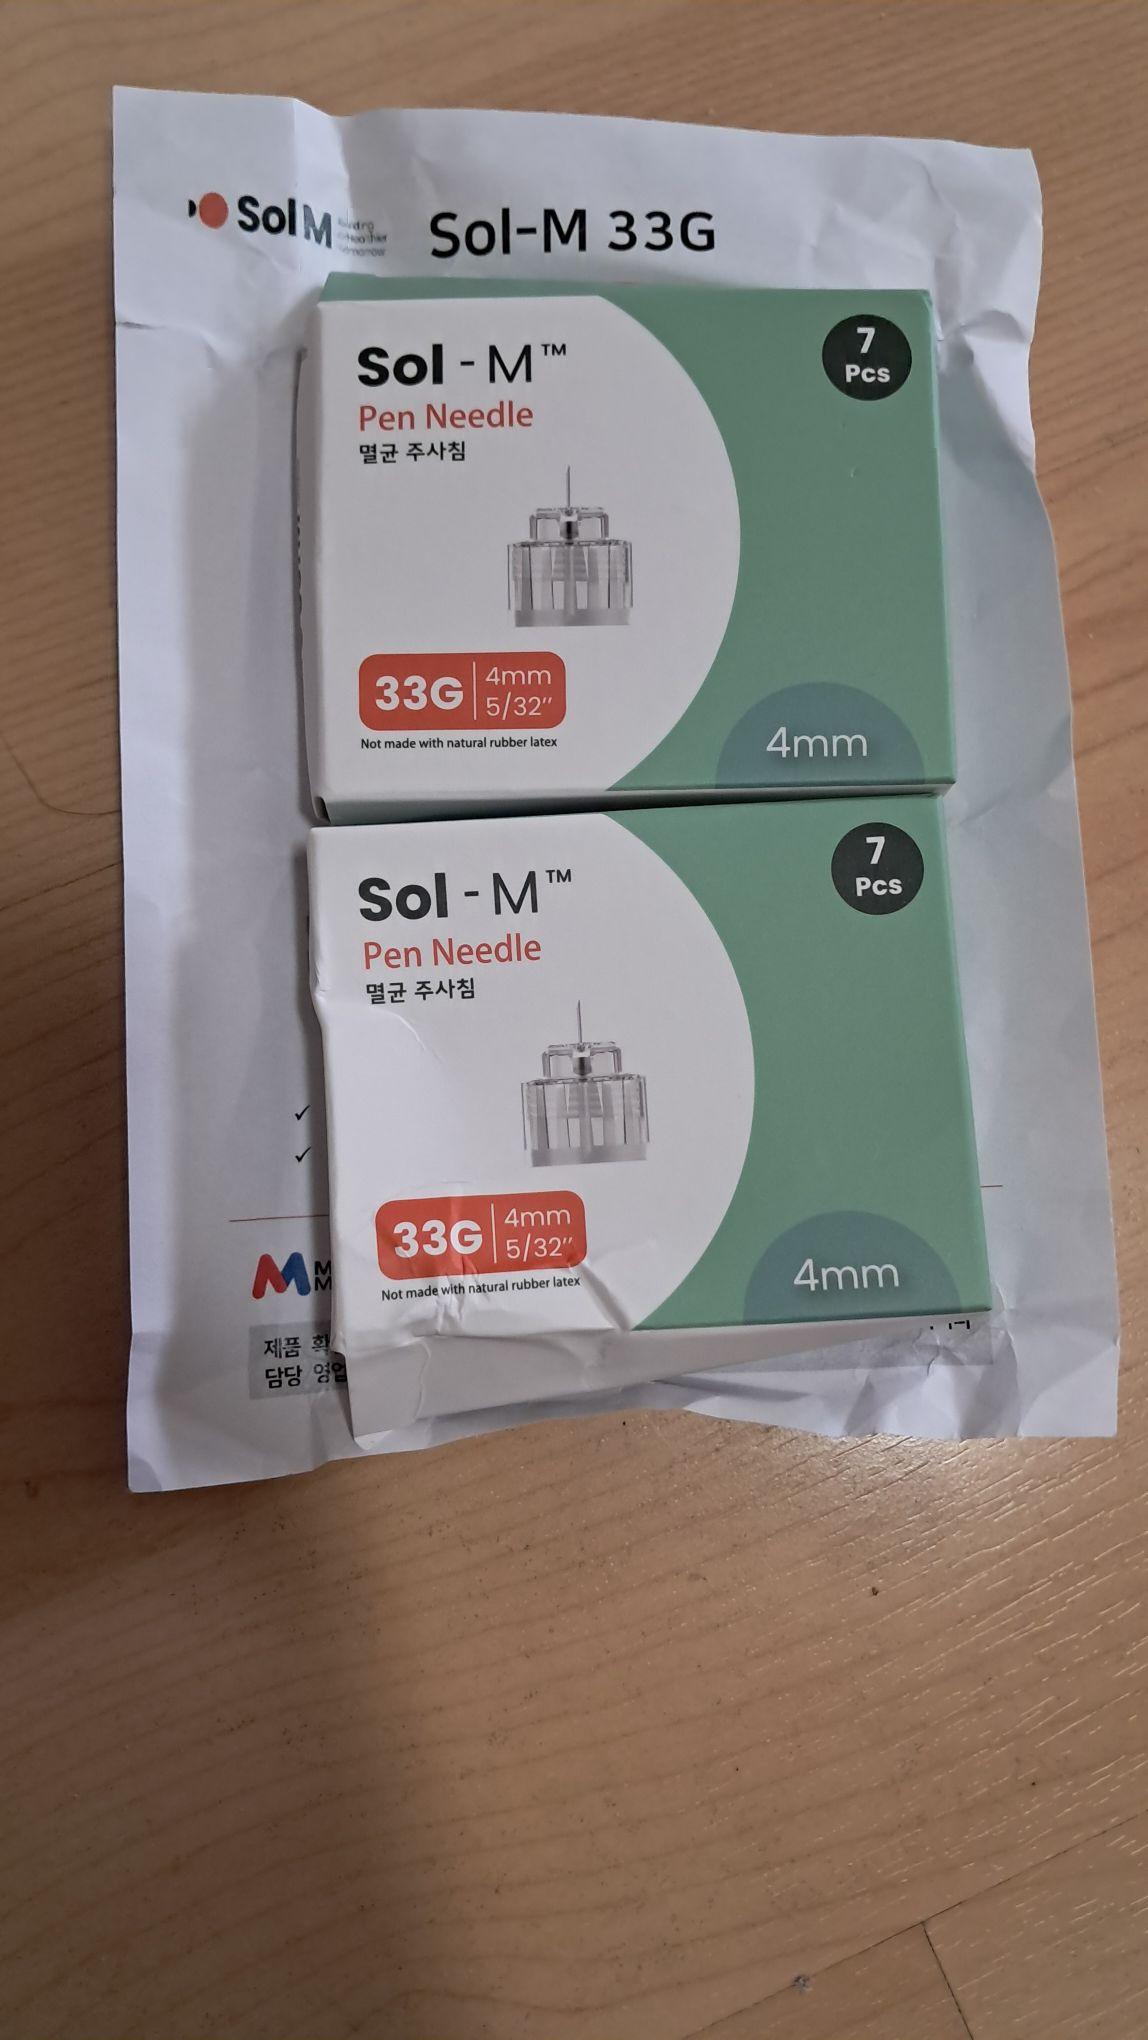 Sol M
Sol-M 33G
Sol - M™
7
Pcs
Pen Needle
멸균 주사침
33G
4mm
5/32"
Not made with natural rubber latex
4mm
Sol - M™
7
Pcs
Pen Needle
멸균 주사침
33G
4mm
5/32"
Not made with natural rubber latex
4mm
M
M
제품
담당 영업